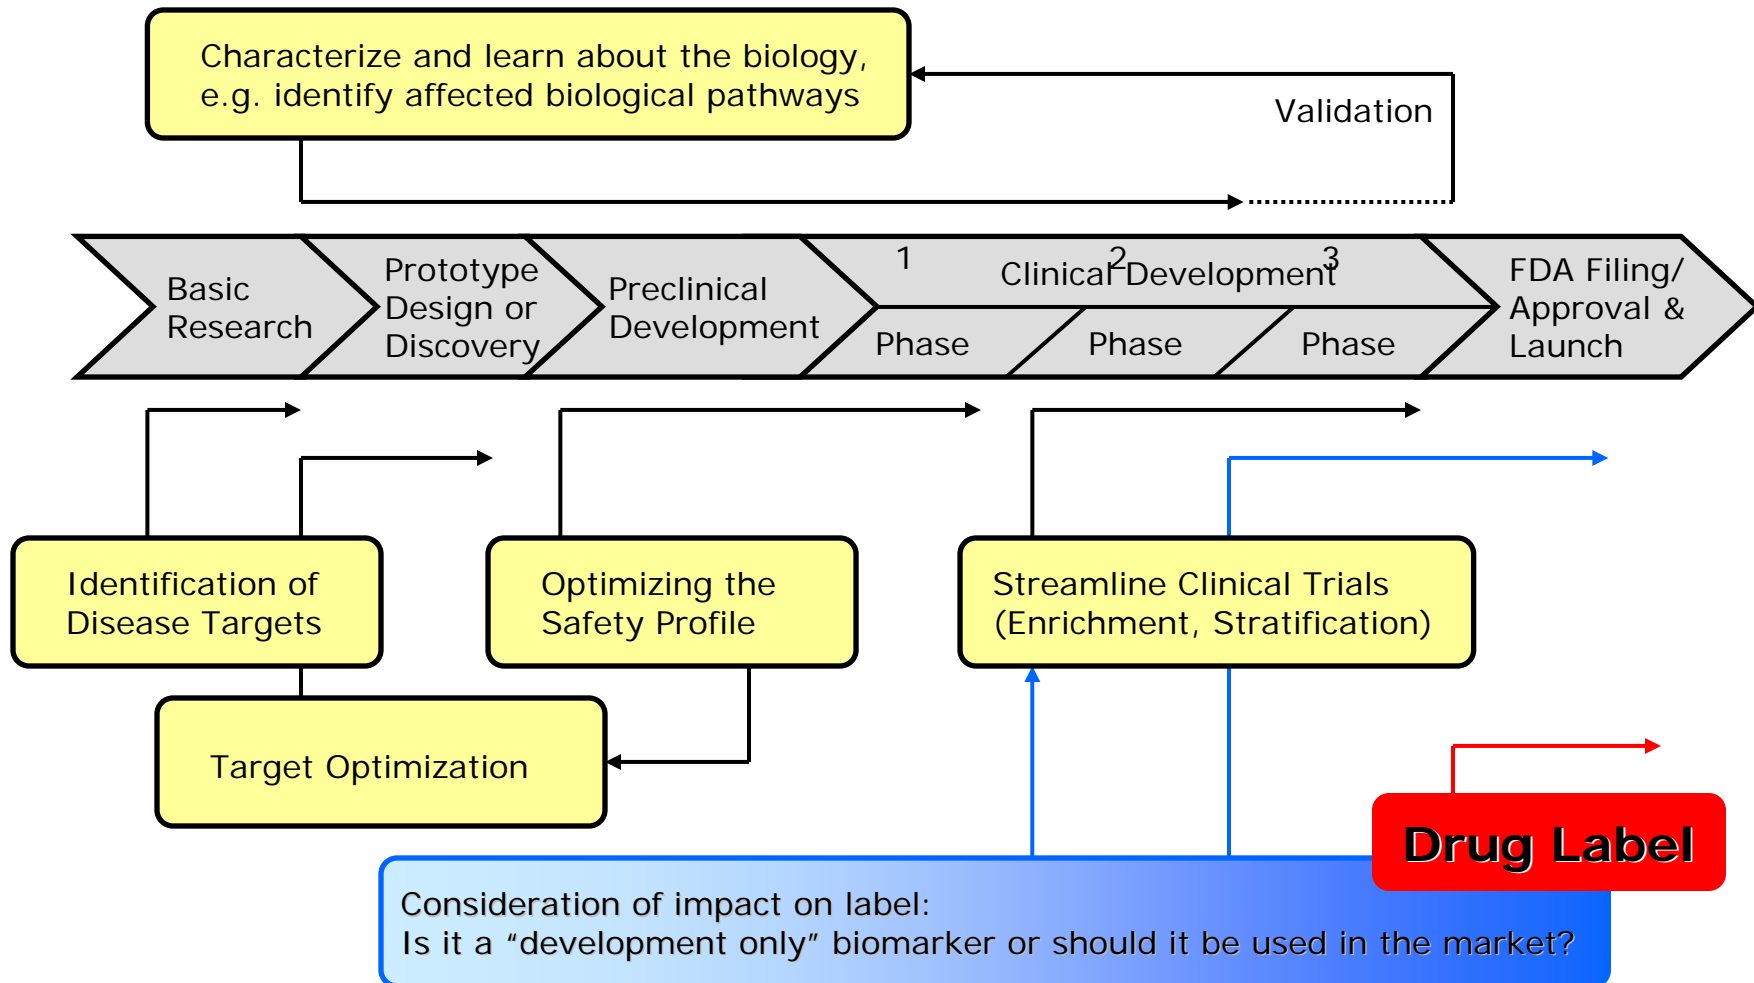 Characterize and learn about the biology,
e.g. identify affected biological pathways
Validation
Basic
Research
Prototype
Design or
Discovery
Preclinical
Development
1
2
3
Clinical Development
Phase
Phase
Phase
FDA Filing/
Approval &
Launch
Identification of
Disease Targets
Optimizing the
Safety Profile
Streamline Clinical Trials
(Enrichment, Stratification)
Target Optimization
Drug Label
Consideration of impact on label:
Is it a “development only” biomarker or should it be used in the market?